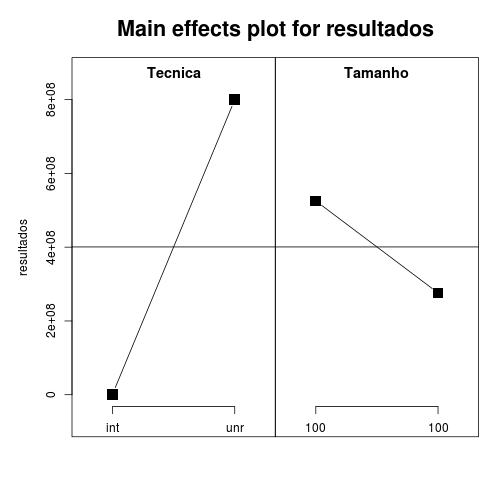 Main effects plot for resultados
Tecnica Tamanho
resultados
8e+08
6e+08
4e+08
2e+08
0
int unr 100 100